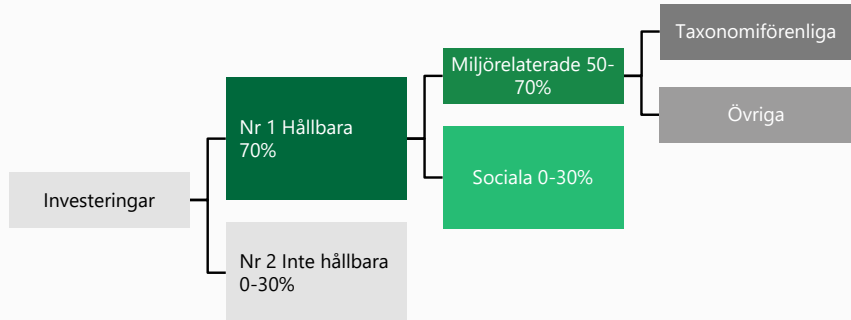 Investeringar
Nr 1 Hållbara
70%
Nr 2 Inte hållbara
0-30%
Miljörelaterade 50-
70%
Sociala 0-30%
Taxonomiförenliga
Övriga